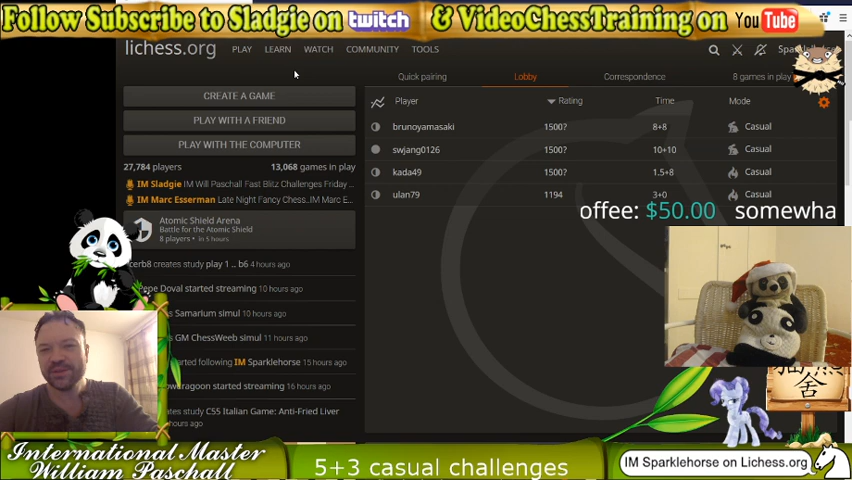 Follow Subscribe to Sladgie on twitch & VideoChessTraining on YouTube
lichess.org PLAY LEARN WATCH COMMUNITY TOOLS
Quick pairing Lobby Correspondence 8 games in play
CREATE A GAME
PLAY WITH A FRIEND
PLAY WITH THE COMPUTER
27,784 players 13,068 games in play
IM Sladgie IM Will Paschall Fast Blitz Challenges Friday ...
IM Marc Esserman Late Night Fancy Chess..IM Marc E...
Atomic Shield Arena
Battle for the Atomic Shield
8 players • in 5 hours
cerb8 creates study play 1 .. b6 4 hours ago
Pepe Doval started streaming 10 hours ago
s Samarium simul 11 hours ago
s GM ChessWeeb simul 11 hours ago
started following IM Sparklehorse 15 hours ago
owdragoon started streaming 16 hours ago
ates study C55 Italian Game: Anti-Fried Liver
hours ago
Player Rating Time Mode
brunoyamasaki 1500? 8+8 Casual
swjang0126 1500? 10+10 Casual
kada49 1500? 1.5+8 Casual
ulan79 1194 3+0 Casual
offee: $50.00 somewha
舍
International Master
William Paschall
5+3 casual challenges
IM Sparklehorse on Lichess.org